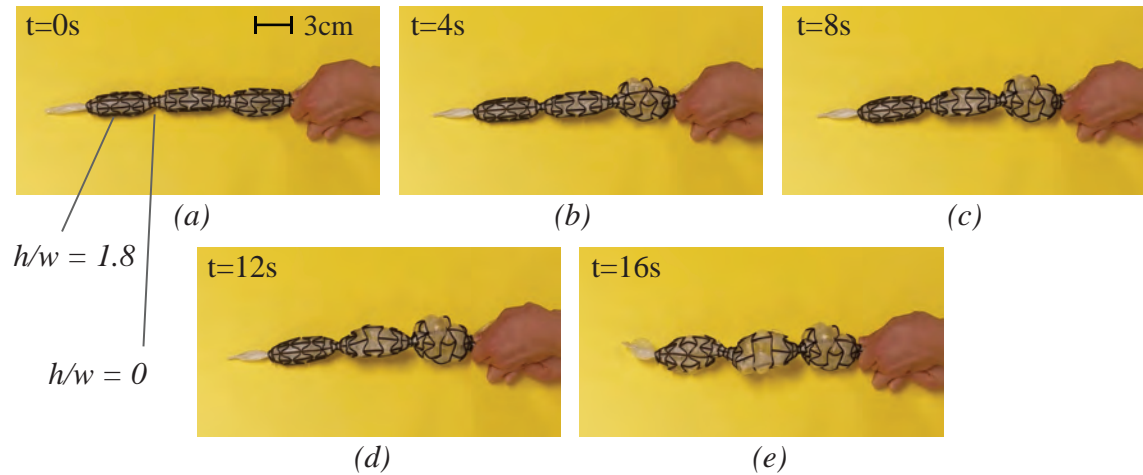 t=0s
3cm
t=4s
t=8s
(a)
(b)
(c)
h/w = 1.8
t=12s
t=16s
h/w = 0
(d)
(e)